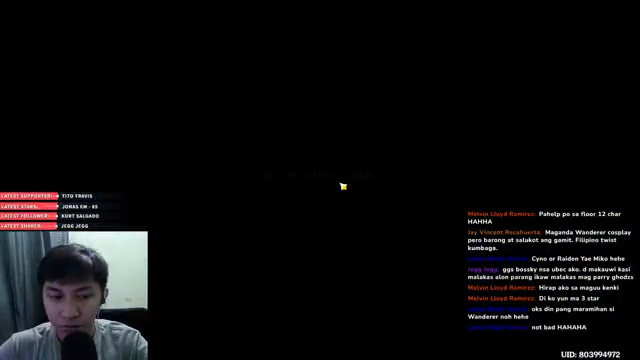 LATEST SUPPORTER: TITO TRAVIS
LATEST STARS: JONAS EM - 65
LATEST FOLLOWER: KURT SALGADO
LATEST SHARER: JEGG JEGG
Melvin Lloyd Ramirez: Pahelp po sa floor 12 char
HAHHA
Jay Vincent Recahuerta: Maganda Wanderer cosplay
pero barong at salukot ang gamit. Filipino twist
kumbaga.
Cyno or Raiden Yae Miko hehe
Jegg Jegg: ggs bossky nsa ubec ako. d makauwi kasi
malakas alon parang ikaw malakas mag parry ghodzs
Melvin Lloyd Ramirez: Hirap ako sa maguu kenki
Melvin Lloyd Ramirez: Di ko yun ma 3 star
oks din pang maramihan si
Wanderer noh hehe
not bad HAHAHA
UID: 803994972